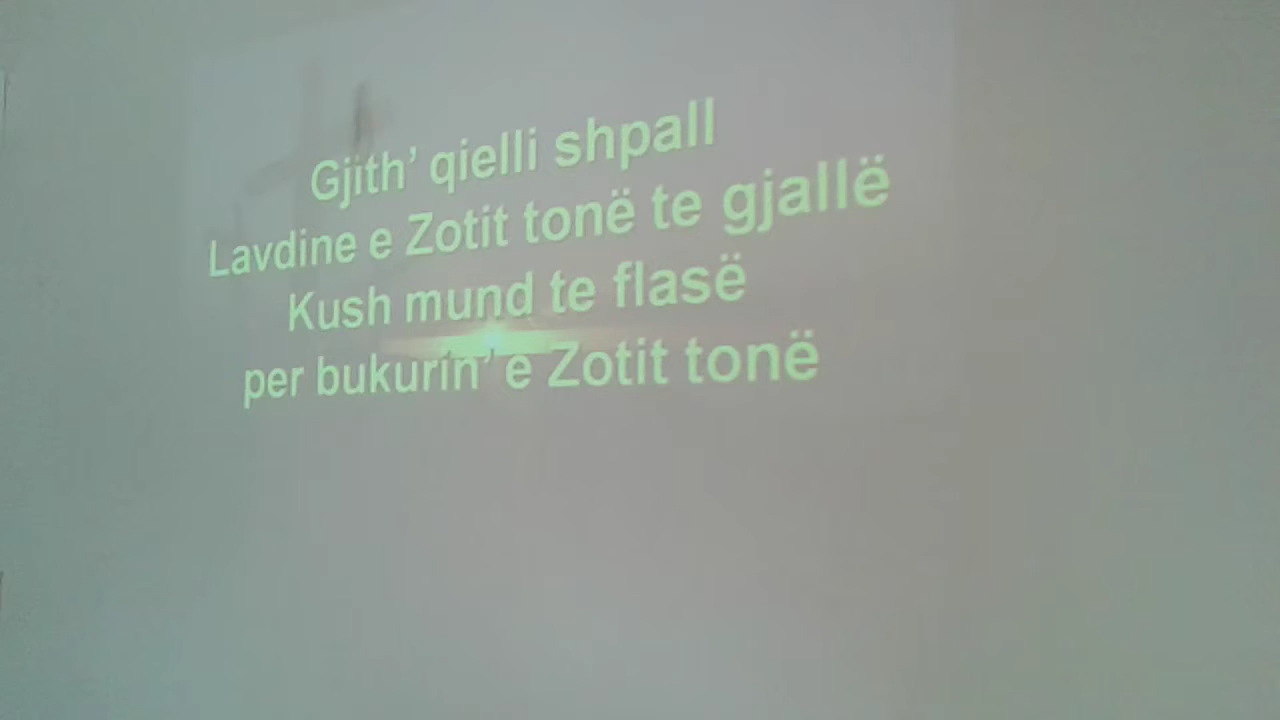 Gjith’ qielli shpall
Lavdine e Zotit tonë te gjallë
Kush mund te flasë
per bukurin’ e Zotit tonë